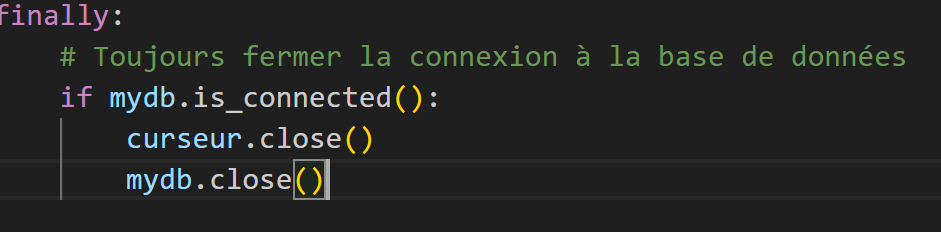 finally:
    # Toujours fermer la connexion à la base de données
    if mydb.is_connected():
        curseur.close()
        mydb.close()